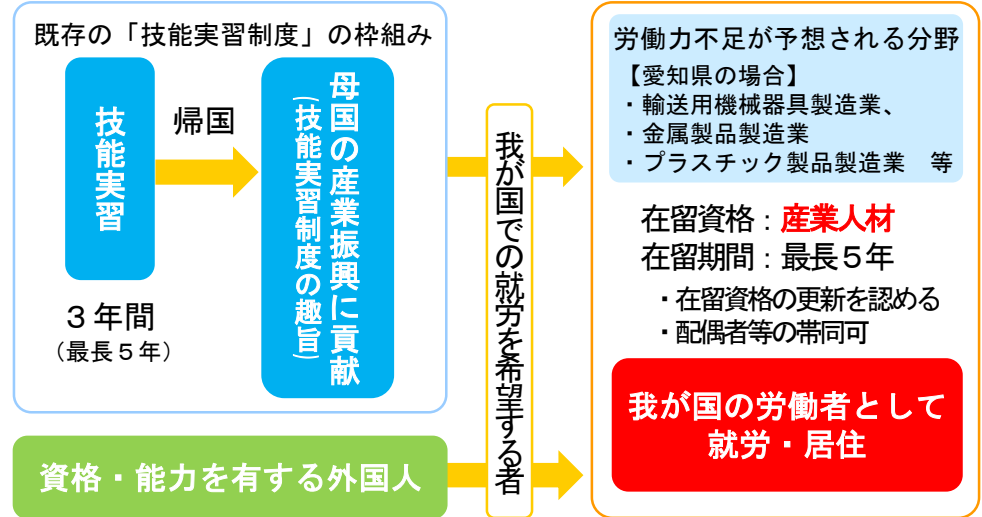 既存の「技能実習制度」の枠組み
技能実習
帰国
母国の産業振興に貢献
(技能実習制度の趣旨)
３年間
（最長５年）
資格・能力を有する外国人
我が国での就労を希望する者
労働力不足が予想される分野
【愛知県の場合】
・輸送用機械器具製造業、
・金属製品製造業
・プラスチック製品製造業　等
在留資格：産業人材
在留期間：最長５年
・在留資格の更新を認める
・配偶者等の帯同可
我が国の労働者として
就労・居住